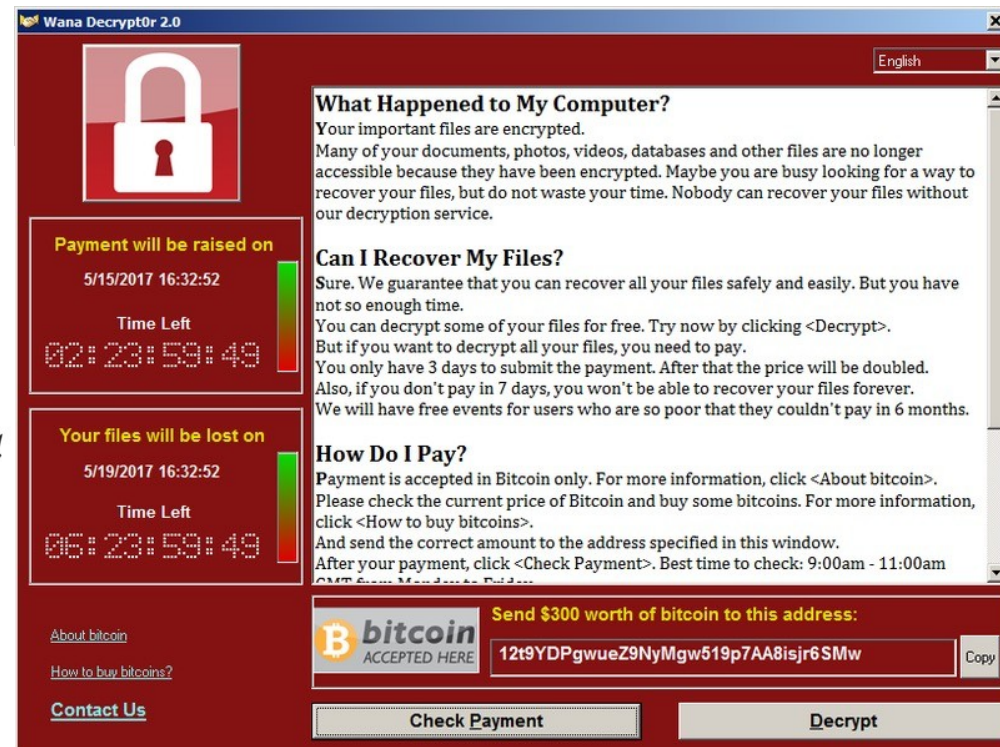 Wana Decrypt0r 2.0
English
What Happened to My Computer?
Your important files are encrypted.
Many of your documents, photos, videos, databases and other files are no longer
accessible because they have been encrypted. Maybe you are busy looking for a way to
recover your files, but do not waste your time. Nobody can recover your files without
our decryption service.
Can I Recover My Files?
Sure. We guarantee that you can recover all your files safely and easily. But you have
not so enough time.
You can decrypt some of your files for free. Try now by clicking <Decrypt>.
But if you want to decrypt all your files, you need to pay.
You only have 3 days to submit the payment. After that the price will be doubled.
Also, if you don't pay in 7 days, you won't be able to recover your files forever.
We will have free events for users who are so poor that they couldn't pay in 6 months.
How Do I Pay?
Payment is accepted in Bitcoin only. For more information, click <About bitcoin>.
Please check the current price of Bitcoin and buy some bitcoins. For more information,
click <How to buy bitcoins>.
And send the correct amount to the address specified in this window.
After your payment, click <Check Payment>. Best time to check: 9:00am - 11:00am
GMT from Monday to Friday
Payment will be raised on
5/15/2017 16:32:52
Time Left
02:23:59:49
Your files will be lost on
5/19/2017 16:32:52
Time Left
06:23:59:49
About bitcoin
How to buy bitcoins?
Contact Us
bitcoin
ACCEPTED HERE
Send $300 worth of bitcoin to this address:
12t9YDPgwueZ9NyMgw519p7AA8isjr6SMw
Copy
Check Payment
Decrypt